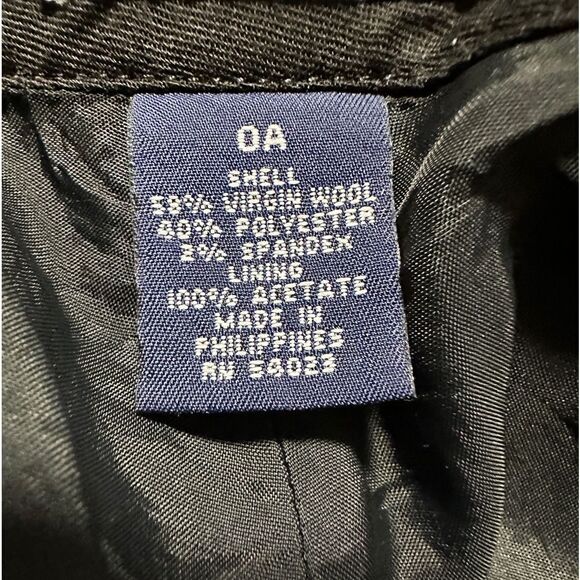 0A
SHELL
58% VIRGIN WOOL
40% POLYESTER
2% SPANDEX
LINING
100% ACETATE
MADE IN
PHILIPPINES
RN 54023